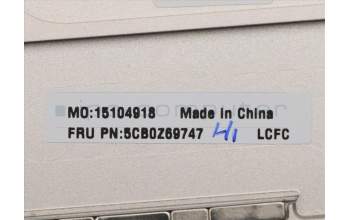 MO:15104918 Made in China
FRU PN:5CB0Z69747 H1 LCFC